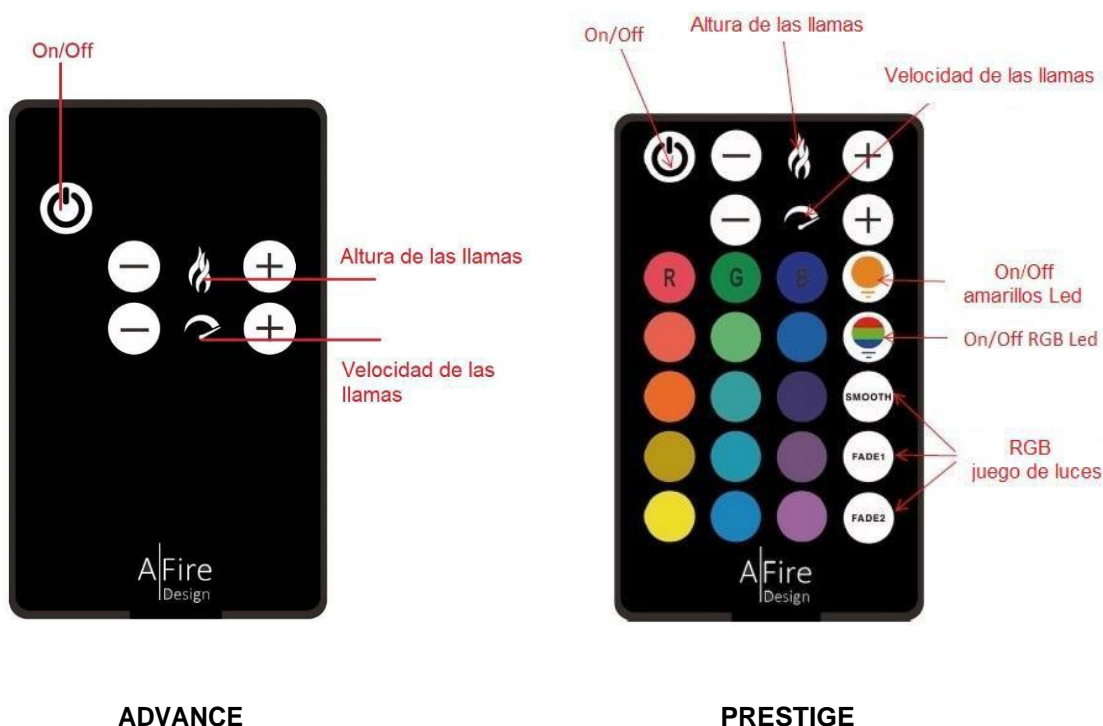 On/Off
Altura de las llamas
Velocidad de las
llamas
A Fire
Design
ADVANCE
On/Off
Altura de las llamas
Velocidad de las llamas
R G B
On/Off
amarillos Led
On/Off RGB Led
SMOOTH
FADE1
FADE2
RGB
juego de luces
A Fire
Design
PRESTIGE